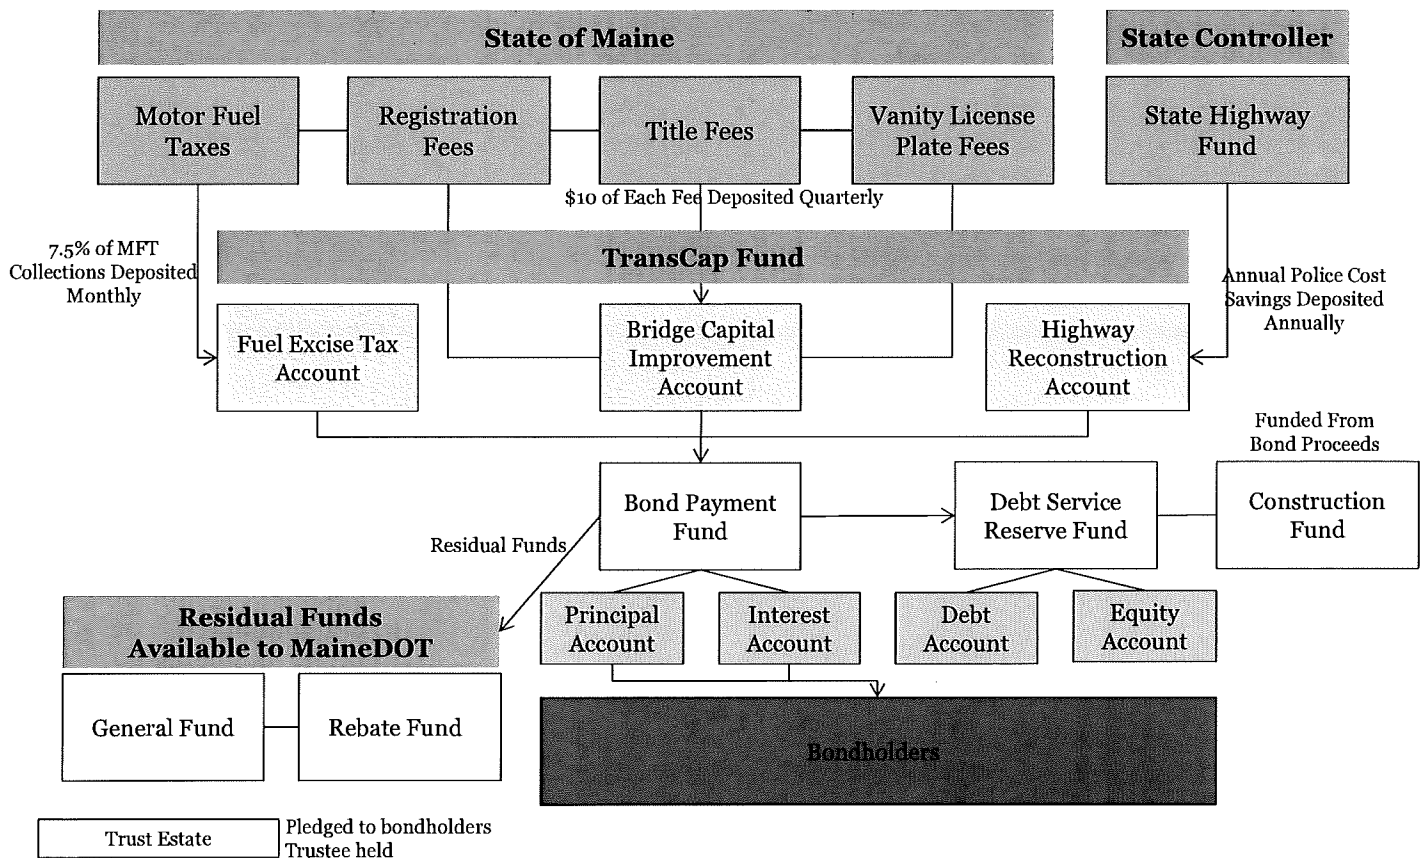 State of Maine
State Controller
Motor Fuel
Taxes
Registration
Fees
Title Fees
Vanity License
Plate Fees
State Highway
Fund
$10 of Each Fee Deposited Quarterly
7.5% of MFT
Collections Deposited
Monthly
TransCap Fund
Annual Police Cost
Savings Deposited
Annually
Fuel Excise Tax
Account
Bridge Capital
Improvement
Account
Highway
Reconstruction
Account
Funded From
Bond Proceeds
Bond Payment
Fund
Debt Service
Reserve Fund
Construction
Fund
Residual Funds
Residual Funds
Available to MaineDOT
Principal
Account
Interest
Account
Debt
Account
Equity
Account
General Fund
Rebate Fund
Bondholders
Trust Estate
Pledged to bondholders
Trustee held